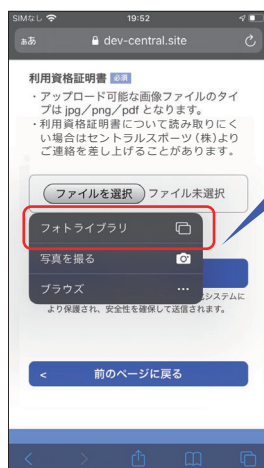 SIMなし 19:52
ぁあ dev-central.site
利用資格証明書 必須
・アップロード可能な画像ファイルのタイプは jpg/png/pdf となります。
・利用資格証明書について読み取りにくい場合はセントラルスポーツ(株)よりご連絡を差し上げることがあります。
ファイルを選択 ファイル未選択
フォトライブラリ
写真を撮る
ブラウズ
システムに
より保護され、安全性を確保して送信されます。
< 前のページに戻る